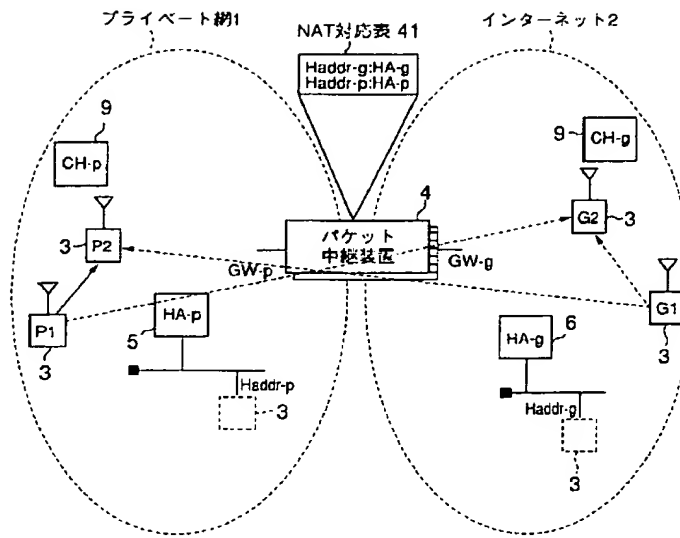 プライベート網1
NAT対応表 41
インターネット2
Haddr-g:HA-g
Haddr-p:HA-p
9
CH-p
9
CH-g
4
3
P2
パケット
中継装置
G2
3
GW-p
GW-g
P1
3
HA-p
5
G1
3
HA-g
6
Haddr-p
3
Haddr-g
3